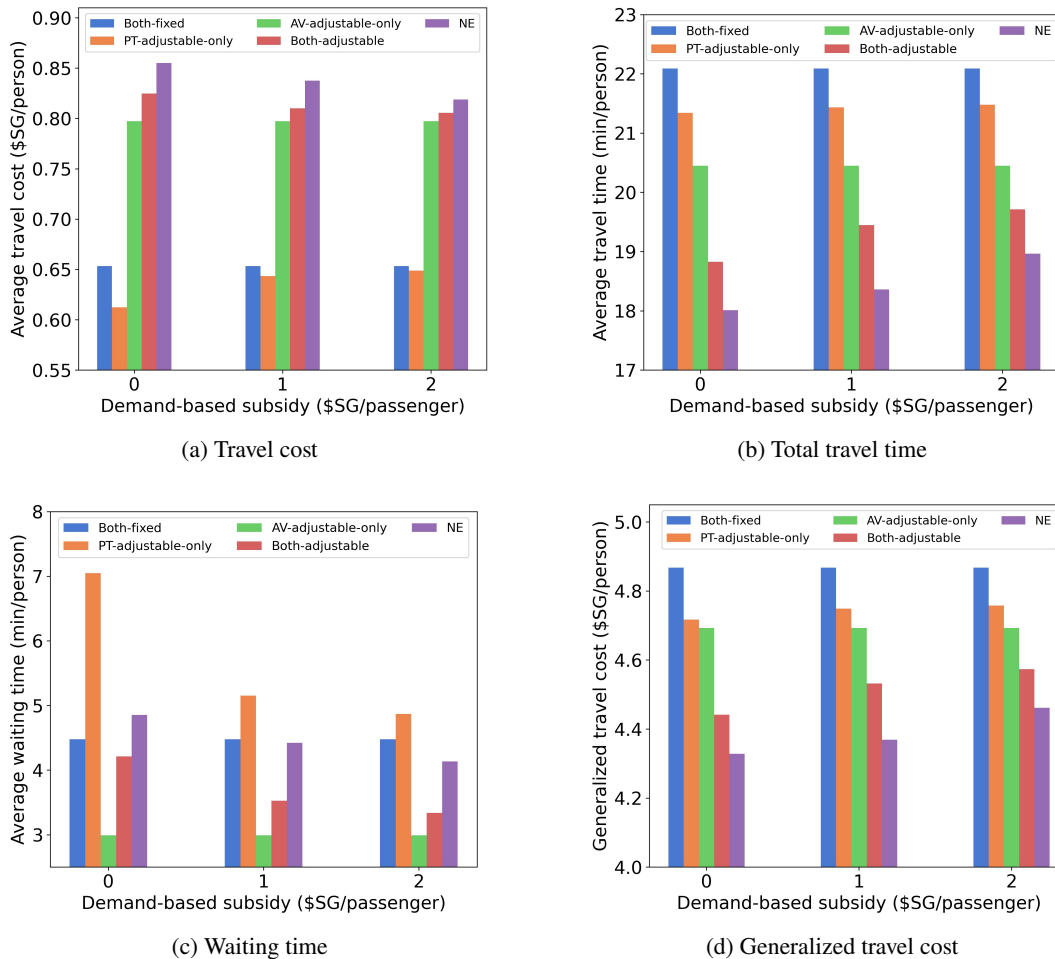 Both-fixed AV-adjustable-only NE
PT-adjustable-only Both-adjustable
0.90
0.85
0.80
0.75
0.70
0.65
0.60
0.55
Average travel cost ($SG/person)
0 1 2
Demand-based subsidy ($SG/passenger)
(a) Travel cost
Both-fixed AV-adjustable-only NE
PT-adjustable-only Both-adjustable
23
22
21
20
19
18
17
Average travel time (min/person)
0 1 2
Demand-based subsidy ($SG/passenger)
(b) Total travel time
Both-fixed AV-adjustable-only NE
PT-adjustable-only Both-adjustable
8
7
6
5
4
3
Average waiting time (min/person)
0 1 2
Demand-based subsidy ($SG/passenger)
(c) Waiting time
Both-fixed AV-adjustable-only NE
PT-adjustable-only Both-adjustable
5.0
4.8
4.6
4.4
4.2
4.0
Generalized travel cost ($SG/person)
0 1 2
Demand-based subsidy ($SG/passenger)
(d) Generalized travel cost